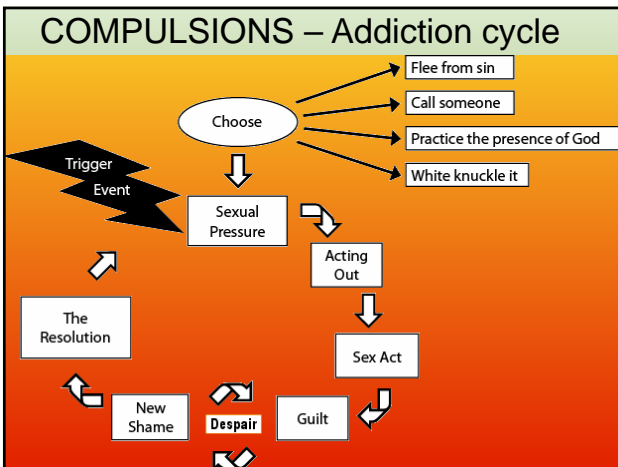 COMPULSIONS – Addiction cycle
Flee from sin
Call someone
Choose
Practice the presence of God
Trigger
White knuckle it
Event
Sexual
Pressure
Acting
Out
The
Resolution
Sex Act
New
Shame
Despair
Guilt